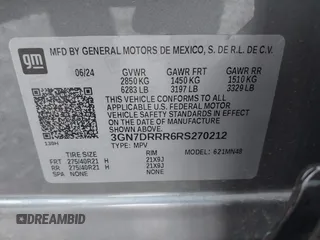 gm
MFD BY GENERAL MOTORS DE MEXICO, S. DE R.L. DE C.V.
06/24 GVWR GAWR FRT GAWR RR
2850 KG 1450 KG 1510 KG
6283 LB 3197 LB 3329 LB
THIS VEHICLE CONFORMS TO ALL APPLICABLE
U.S. FEDERAL MOTOR VEHICLE SAFETY
STANDARDS IN EFFECT ON THE DATE OF
MANUFACTURE SHOWN ABOVE.
3GN7DRRR6RS270212
TYPE: MPV MODEL: 621MN48
TIRE SIZE RIM
FRT 275/40R21 H 21X9J
RR 275/40R21 H 21X9J
SPA NONE NONE
DREAMBID